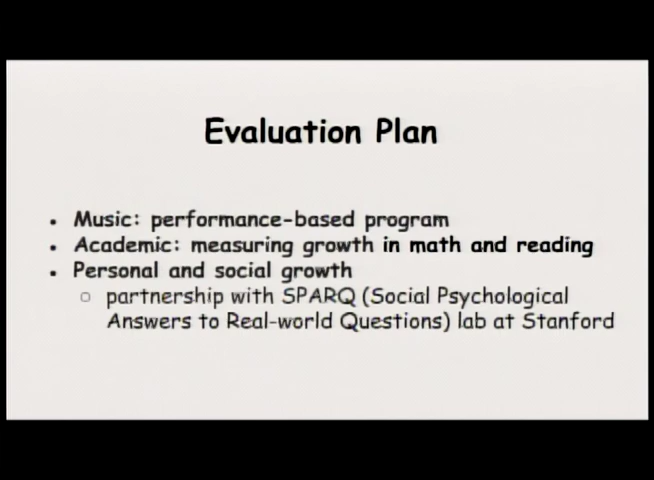 Evaluation Plan
• Music: performance-based program
• Academic: measuring growth in math and reading
• Personal and social growth
○ partnership with SPARQ (Social Psychological
Answers to Real-world Questions) lab at Stanford